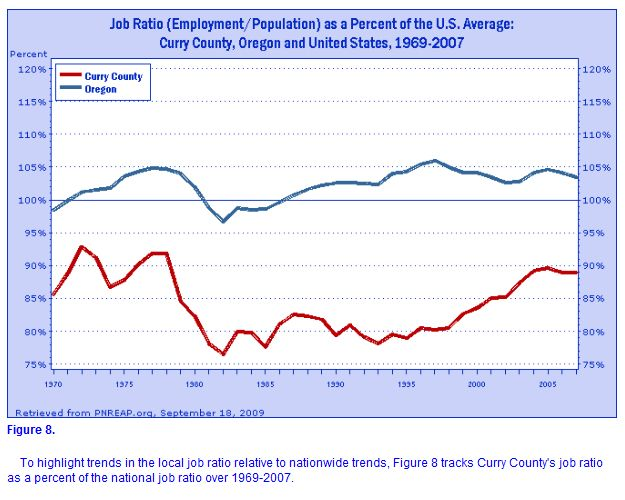 Job Ratio (Employment/Population) as a Percent of the U.S. Average:
Curry County, Oregon and United States, 1969-2007
Percent
Curry County
Oregon
120% 120%
115% 115%
110% 110%
105% 105%
100% 100%
95% 95%
90% 90%
85% 85%
80% 80%
75% 75%
1970 1975 1980 1985 1990 1995 2000 2005
Retrieved from PNREAP.org, September 18, 2009
Figure 8.
To highlight trends in the local job ratio relative to nationwide trends, Figure 8 tracks Curry County's job ratio
as a percent of the national job ratio over 1969-2007.